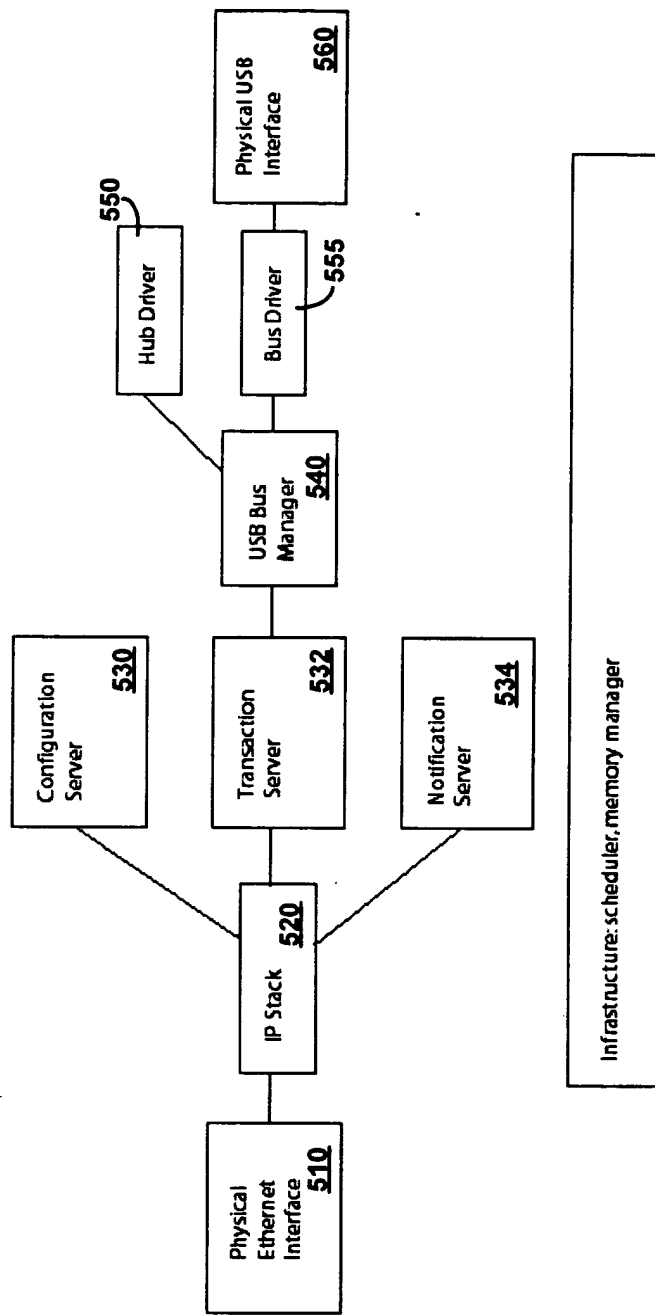 Physical
Ethernet
Interface
510
IP Stack
520
Configuration
Server
530
Transaction
Server
532
Notification
Server
534
USB Bus
Manager
540
Hub Driver
550
Bus Driver
555
Physical USB
Interface
560
Infrastructure: scheduler, memory manager